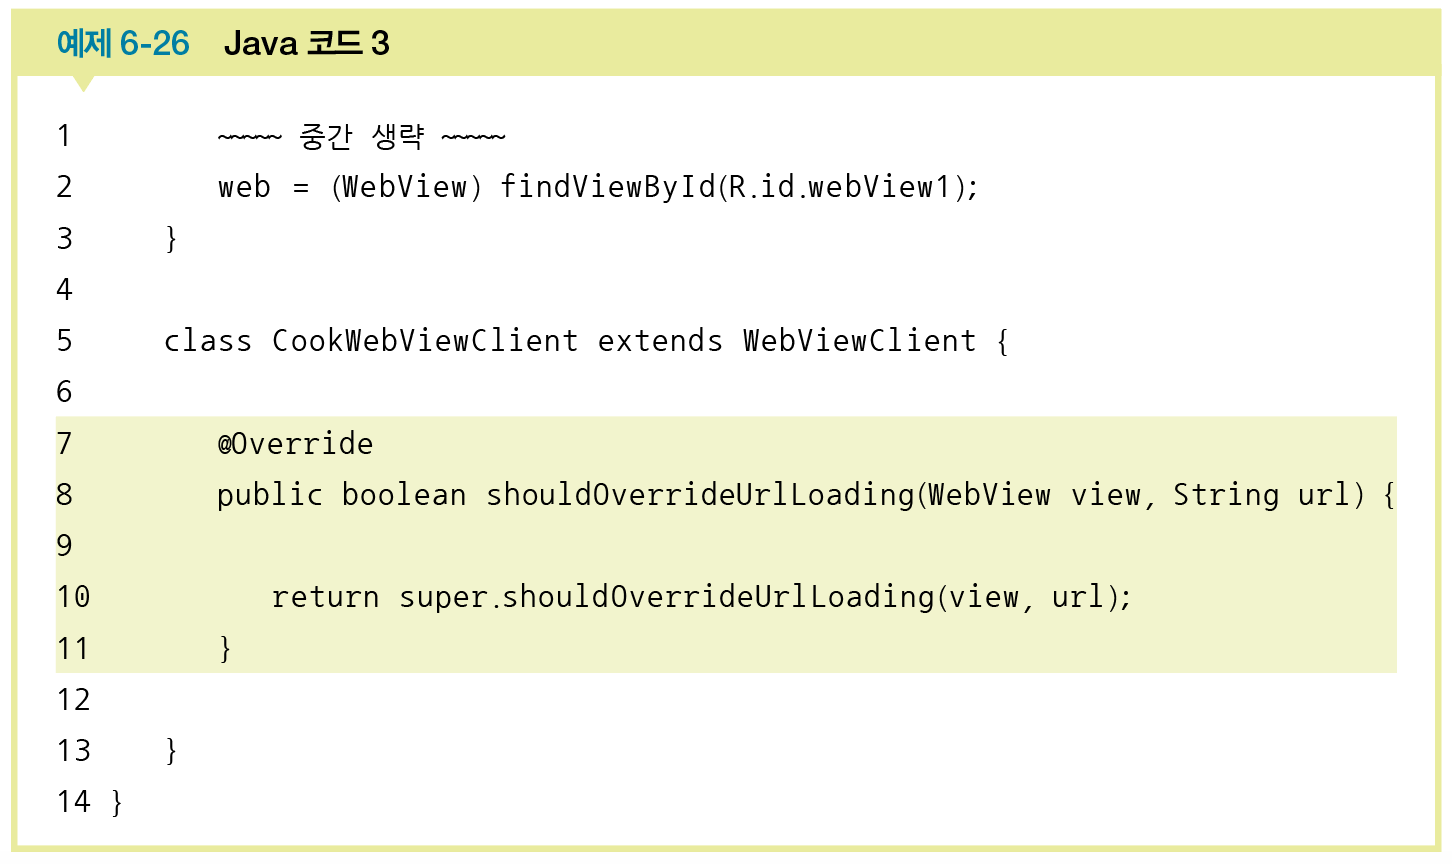 예제 6-26 Java 코드 3
1 ~~~~~ 중간 생략 ~~~~~
2 web = (WebView) findViewById(R.id.webView1);
3 }
4
5 class CookWebViewClient extends WebViewClient {
6
7 @Override
8 public boolean shouldOverrideUrlLoading(WebView view, String url) {
9
10 return super.shouldOverrideUrlLoading(view, url);
11 }
12
13 }
14 }